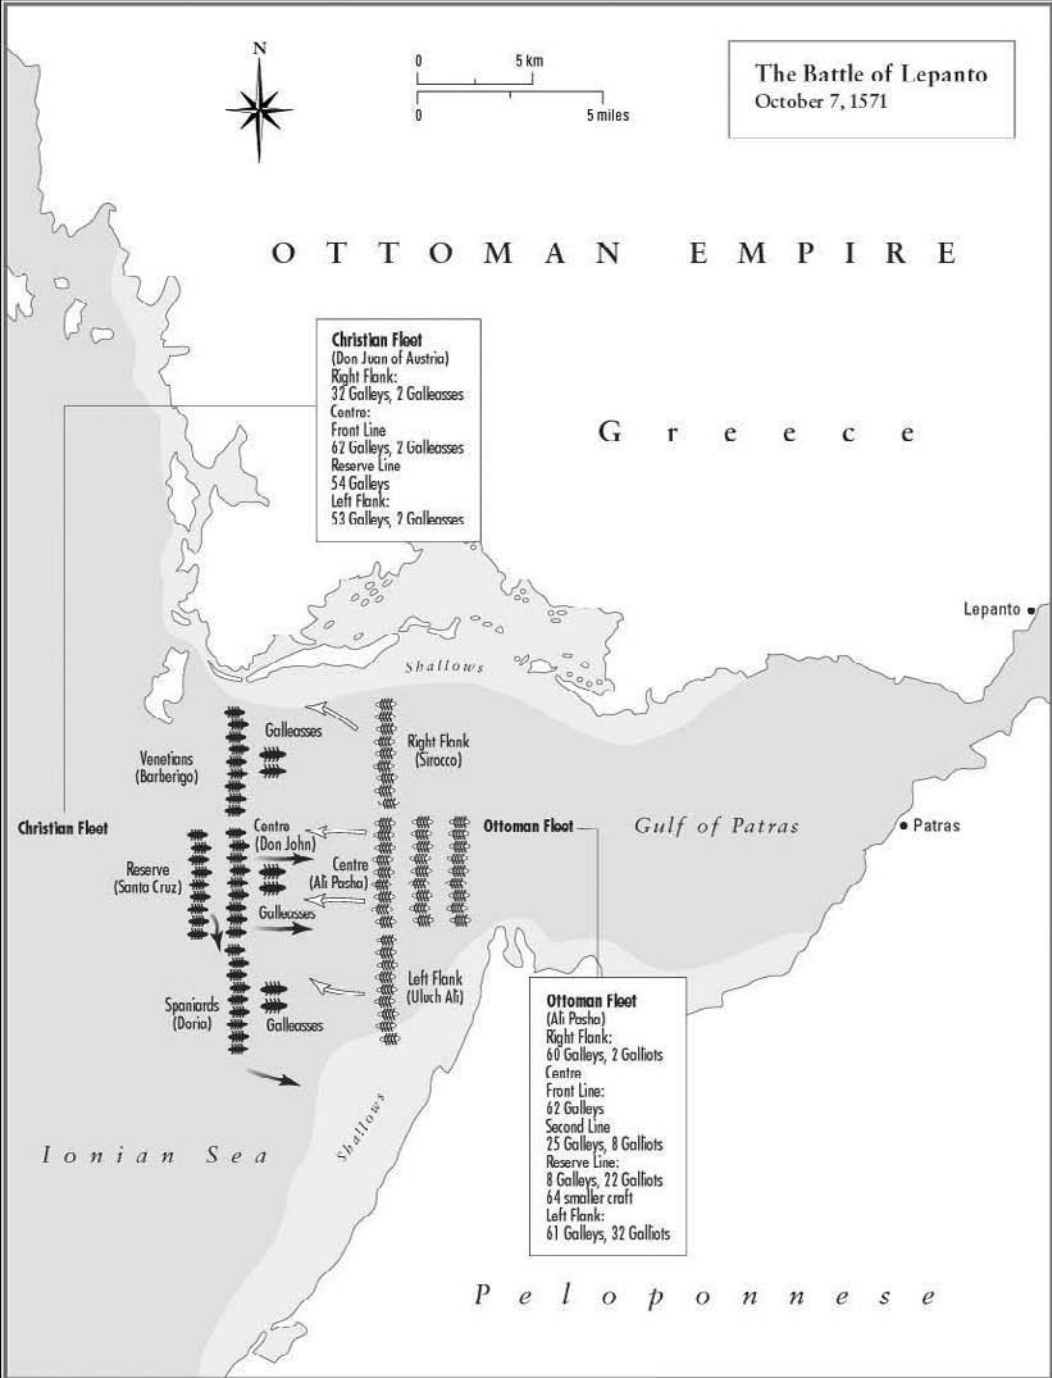 N
0 5 km
0 5 miles
The Battle of Lepanto
October 7, 1571
OTTOMAN EMPIRE
Christian Fleet
(Don Juan of Austria)
Right Flank:
32 Galleys, 2 Galleasses
Centre:
Front Line
62 Galleys, 2 Galleasses
Reserve Line
54 Galleys
Left Flank:
53 Galleys, 2 Galleasses
Greece
Lepanto
Shallows
Galleasses
Right Flank
(Sirocco)
Venetians
(Barberigo)
Christian Fleet
Centre
(Don John)
Ottoman Fleet
Gulf of Patras
Patras
Reserve
(Santa Cruz)
Centre
(Ali Pasha)
Galleasses
Left Flank
(Uluch Ali)
Spaniards
(Doria)
Galleasses
Ottoman Fleet
(Ali Pasha)
Right Flank:
60 Galleys, 2 Galliots
Centre
Front Line:
62 Galleys
Second Line
25 Galleys, 8 Galliots
Reserve Line:
8 Galleys, 22 Galliots
64 smaller craft
Left Flank:
61 Galleys, 32 Galliots
Shallows
Ionian Sea
Peloponnese